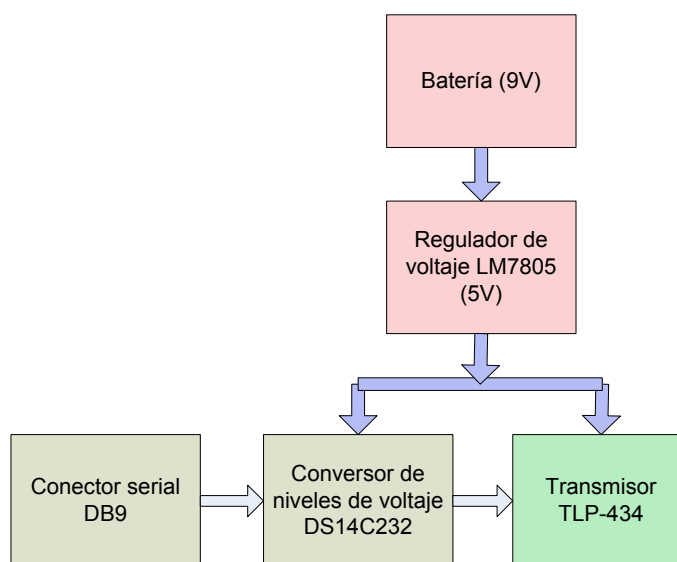 Batería (9V)
Regulador de
voltaje LM7805
(5V)
Conector serial
DB9
Conversor de
niveles de voltaje
DS14C232
Transmisor
TLP-434